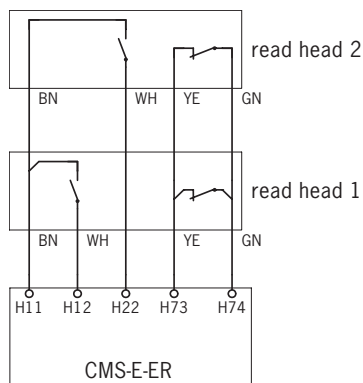 read head 2
BN WH YE GN
read head 1
BN WH YE GN
H11 H12 H22 H73 H74
CMS-E-ER